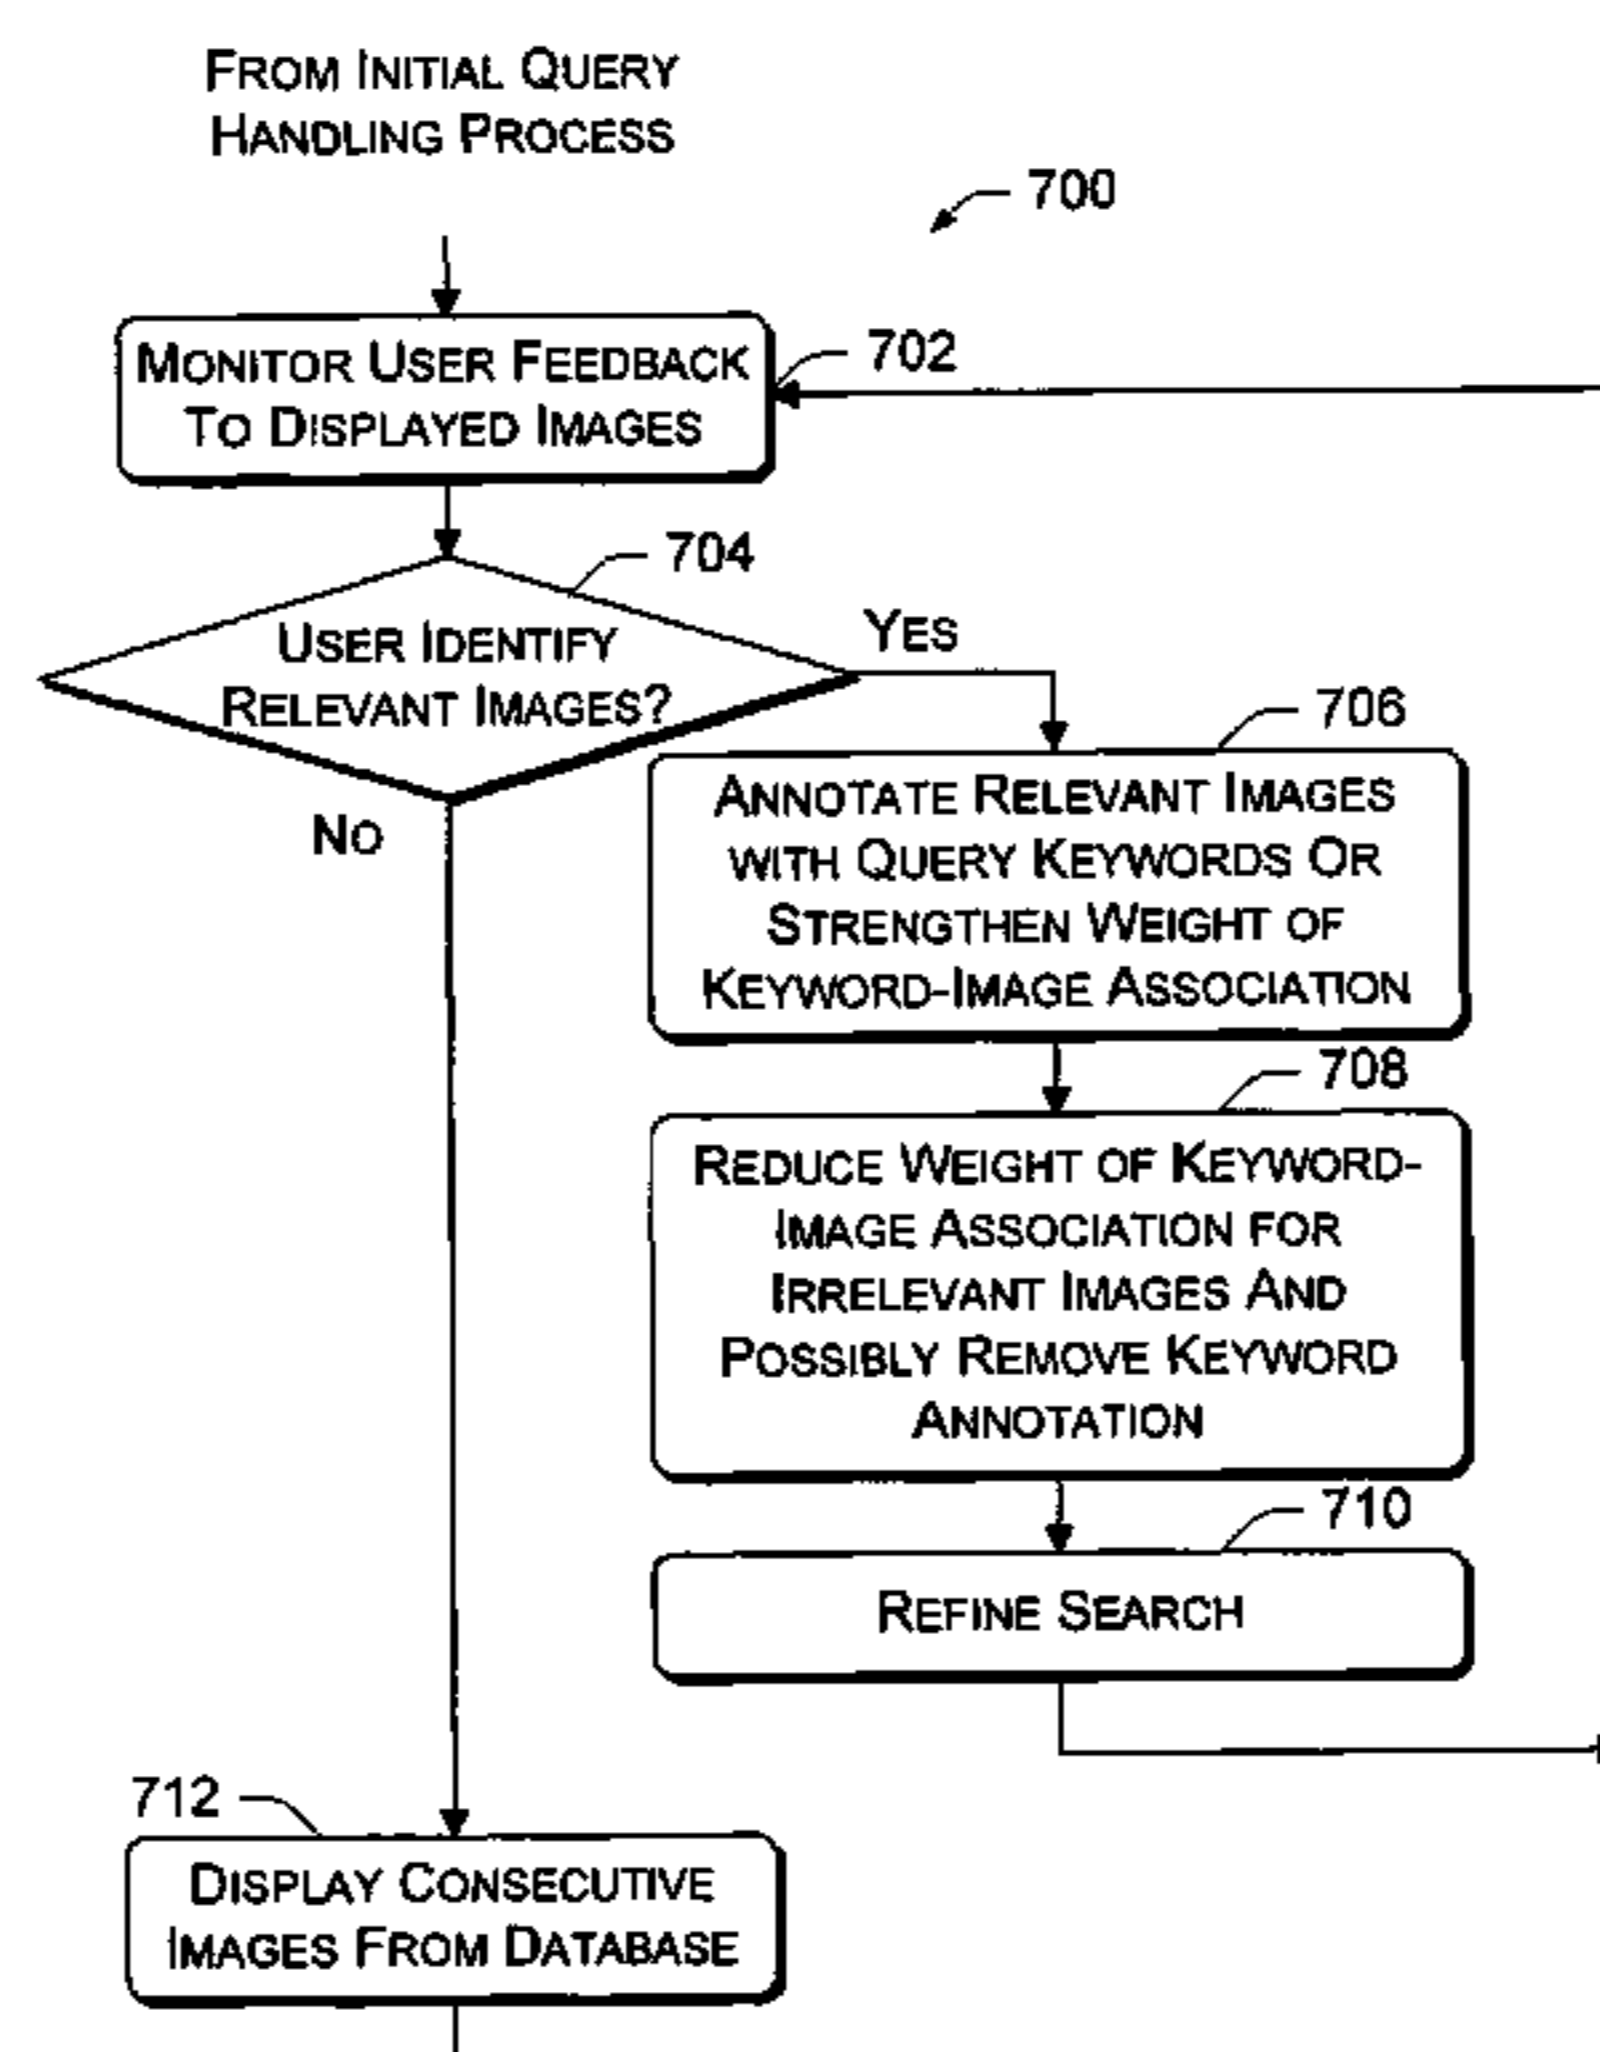 FROM INITIAL QUERY
HANDLING PROCESS
700
MONITOR USER FEEDBACK
TO DISPLAYED IMAGES
702
704
USER IDENTIFY
RELEVANT IMAGES?
YES
NO
706
ANNOTATE RELEVANT IMAGES
WITH QUERY KEYWORDS OR
STRENGTHEN WEIGHT OF
KEYWORD-IMAGE ASSOCIATION
708
REDUCE WEIGHT OF KEYWORD-
IMAGE ASSOCIATION FOR
IRRELEVANT IMAGES AND
POSSIBLY REMOVE KEYWORD
ANNOTATION
710
REFINE SEARCH
712
DISPLAY CONSECUTIVE
IMAGES FROM DATABASE